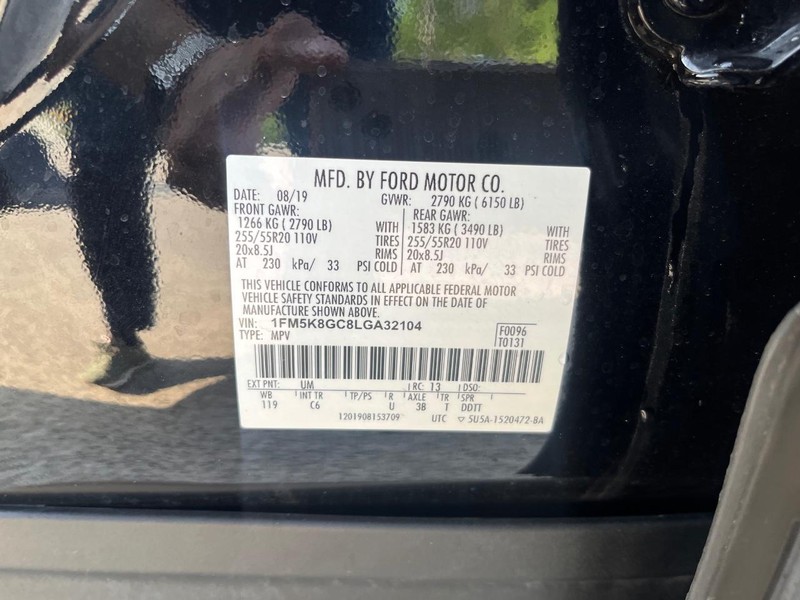 MFD. BY FORD MOTOR CO.
DATE: 08/19 GVWR: 2790 KG ( 6150 LB)
FRONT GAWR: REAR GAWR:
1266 KG ( 2790 LB) WITH 1583 KG ( 3490 LB) WITH
255/55R20 110V TIRES 255/55R20 110V TIRES
20x8.5J RIMS 20x8.5J RIMS
AT 230 kPa/ 33 PSI COLD AT 230 kPa/ 33 PSI COLD
THIS VEHICLE CONFORMS TO ALL APPLICABLE FEDERAL MOTOR
VEHICLE SAFETY STANDARDS IN EFFECT ON THE DATE OF
MANUFACTURE SHOWN ABOVE.
VIN: 1FM5K8GC8LGA32104 F0096
TYPE: MPV T0131
EXT PNT: UM RC: 13 DSO:
WB INT TR TP/PS R AXLE TR SPR
119 C6 U 3B T DDTT
1201908153709 UTC 5U5A-1520472-BA